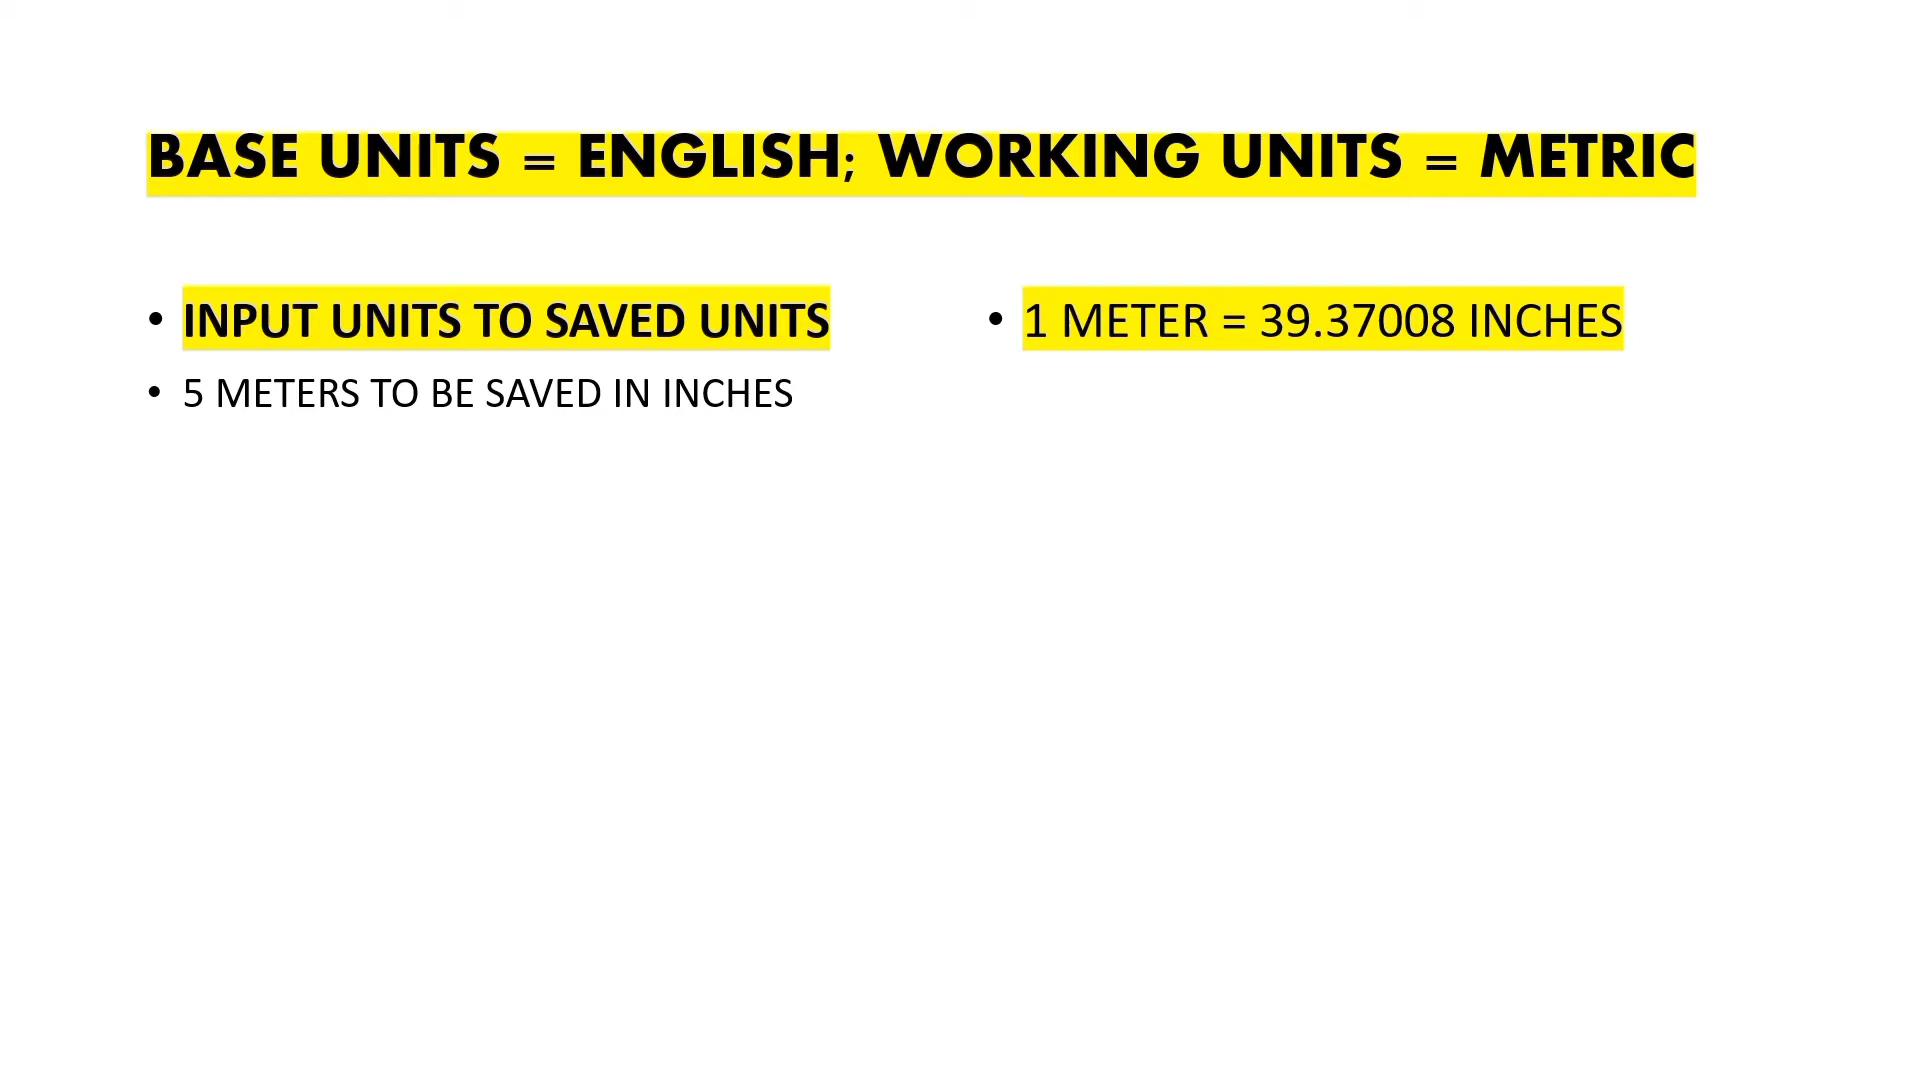 BASE UNITS = ENGLISH; WORKING UNITS = METRIC
• INPUT UNITS TO SAVED UNITS
• 5 METERS TO BE SAVED IN INCHES
• 1 METER = 39.37008 INCHES